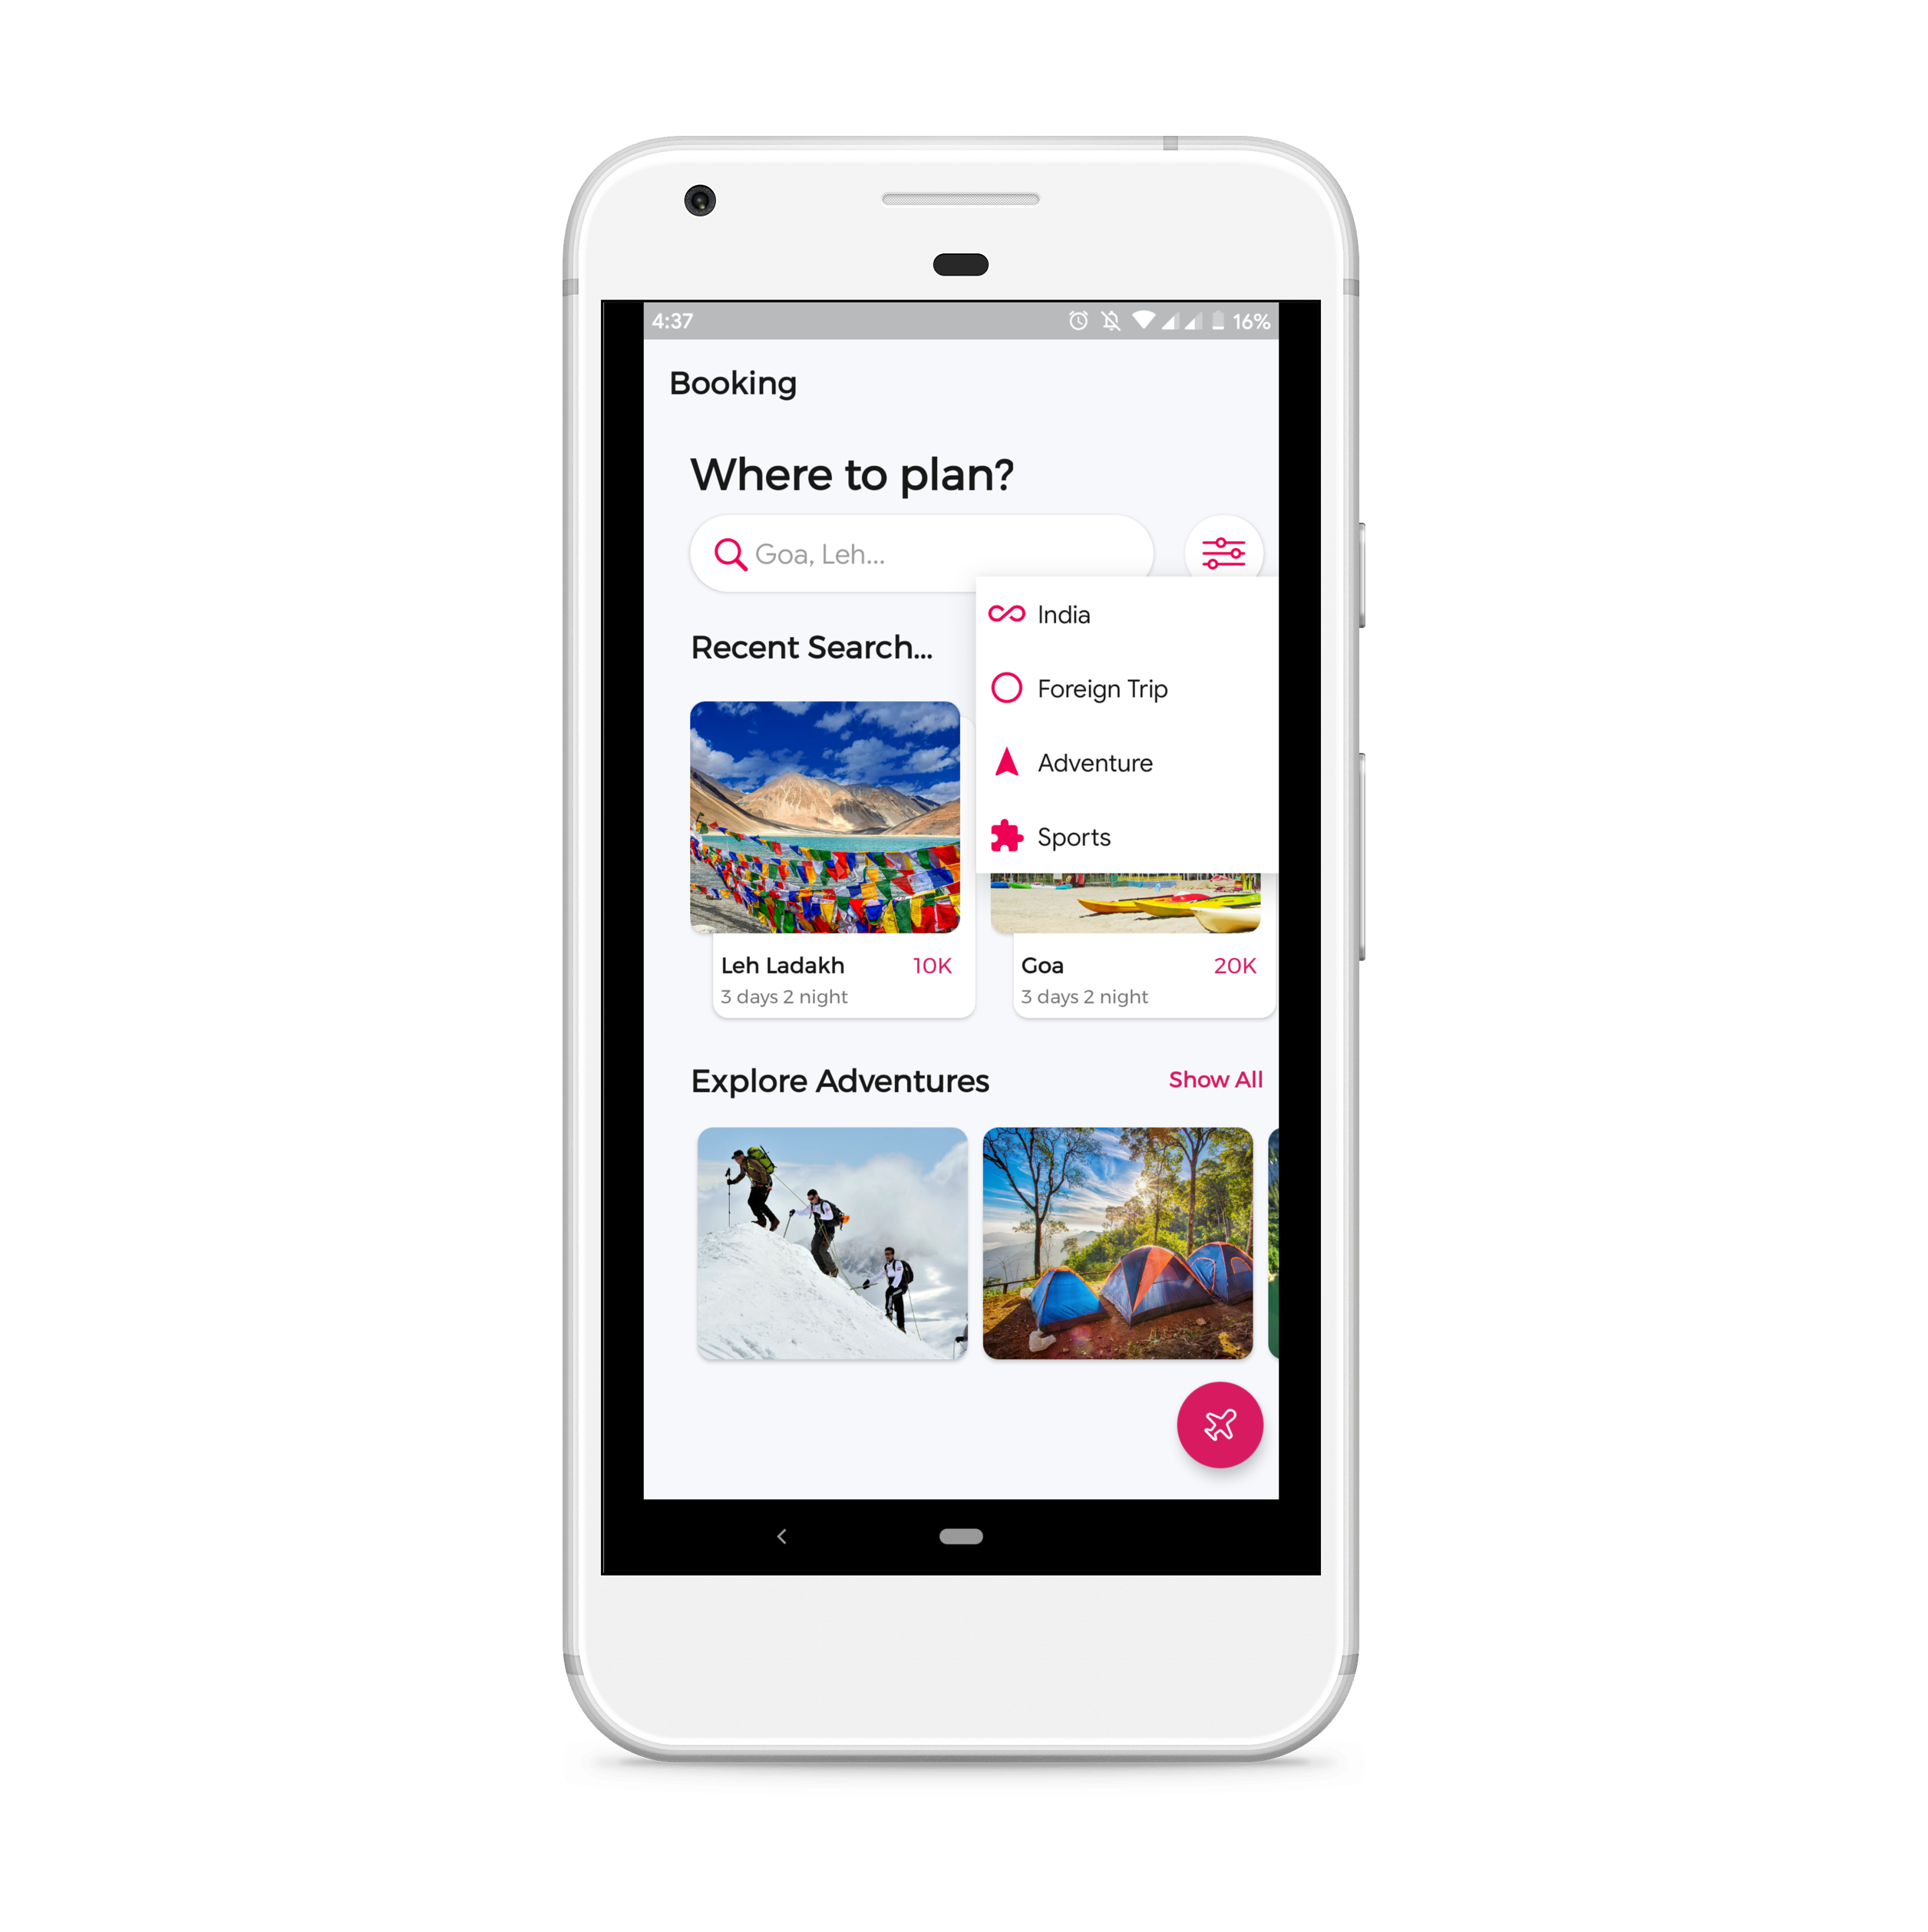 4:37 16%
Booking
Where to plan?
Goa, Leh...
India
Recent Search...
Foreign Trip
Adventure
Sports
Leh Ladakh 10K
3 days 2 night
Goa 20K
3 days 2 night
Explore Adventures Show All